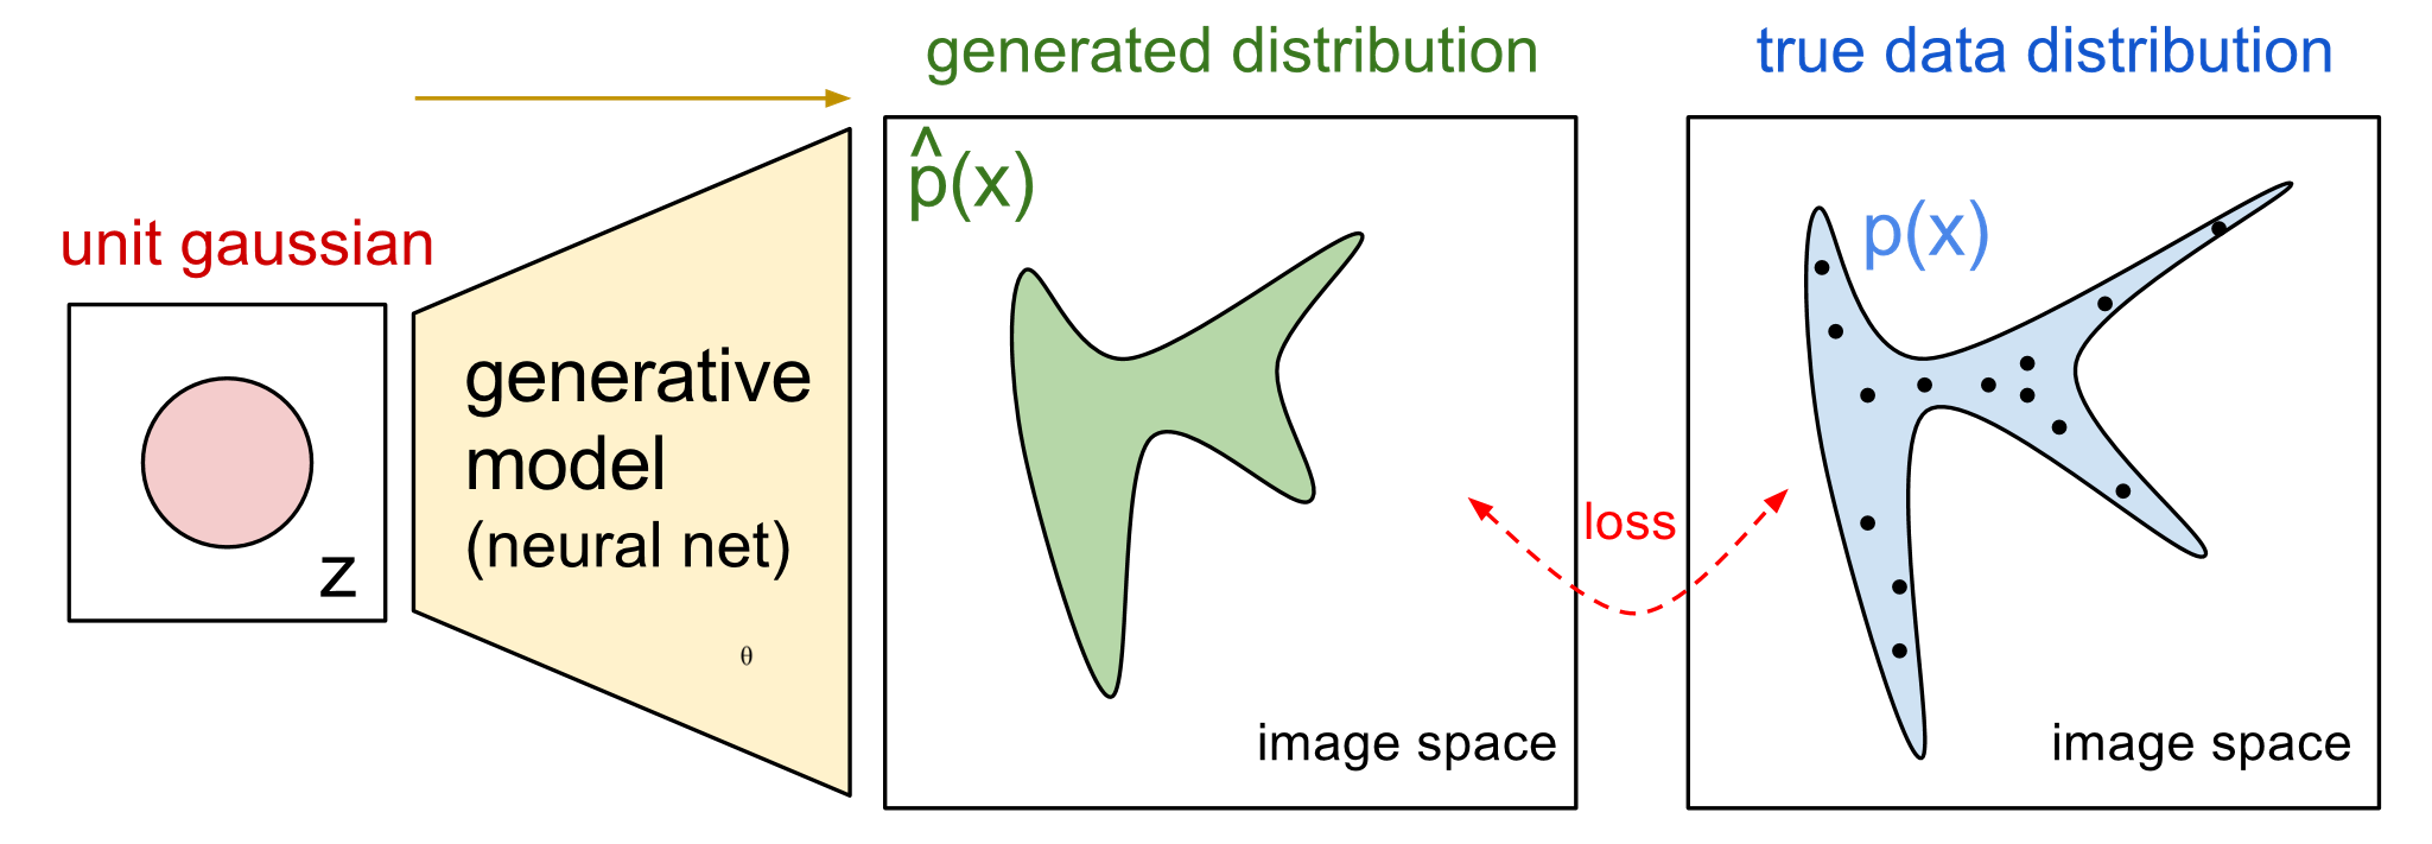 unit gaussian
z
generative
model
(neural net)
θ
generated distribution
p̂(x)
image space
loss
true data distribution
p(x)
image space